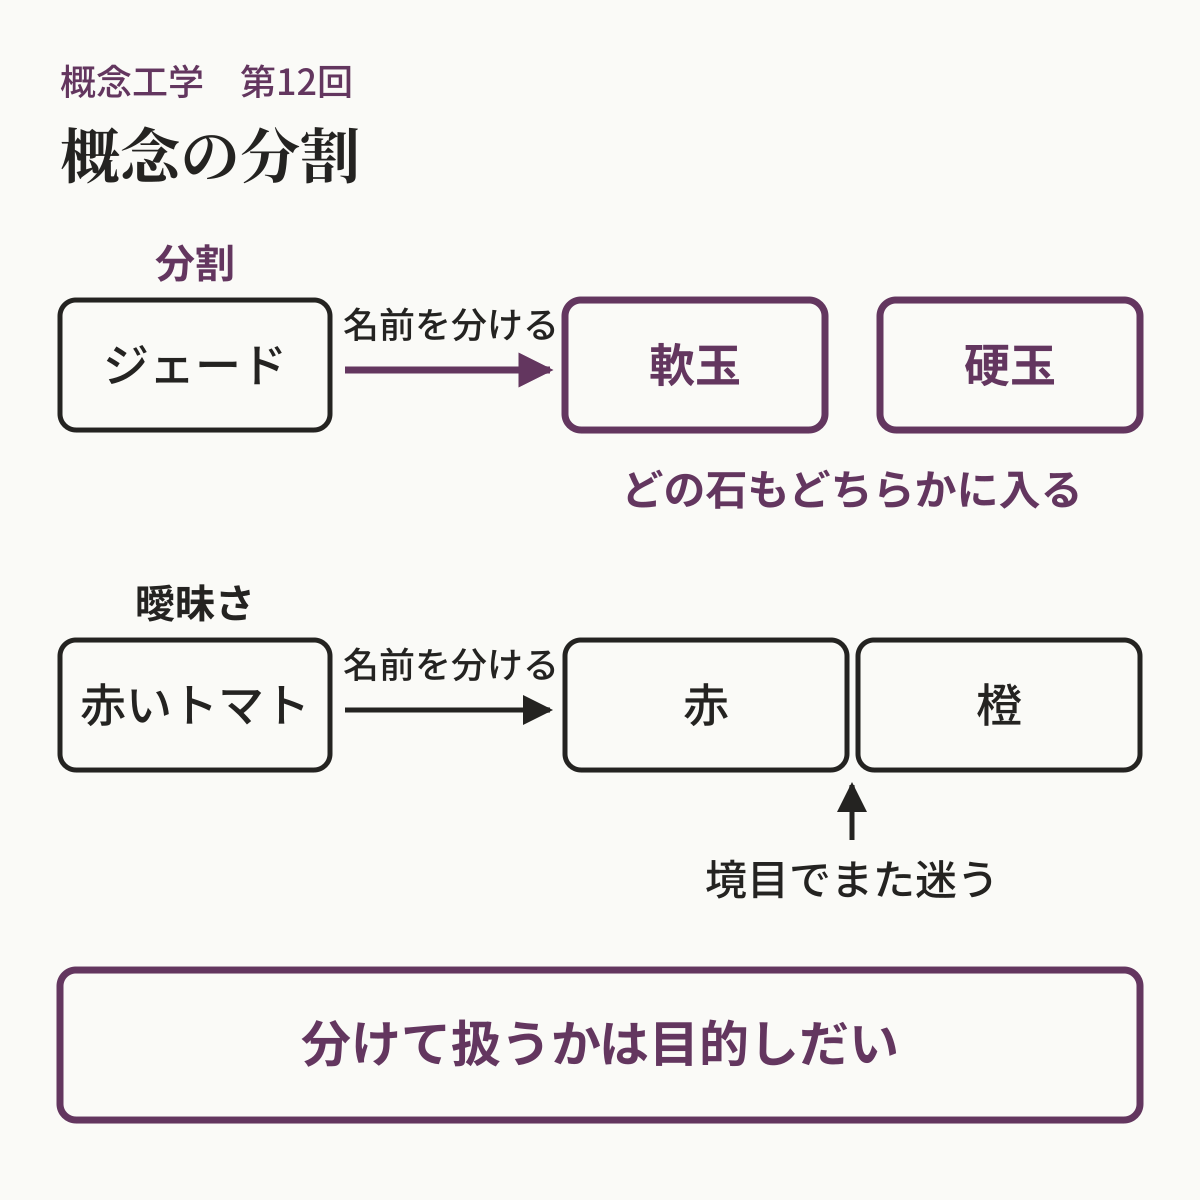 概念工学　第12回
概念の分割
分割
ジェード
名前を分ける
軟玉
硬玉
どの石もどちらかに入る
曖昧さ
赤いトマト
名前を分ける
赤
橙
境目でまた迷う
分けて扱うかは目的しだい